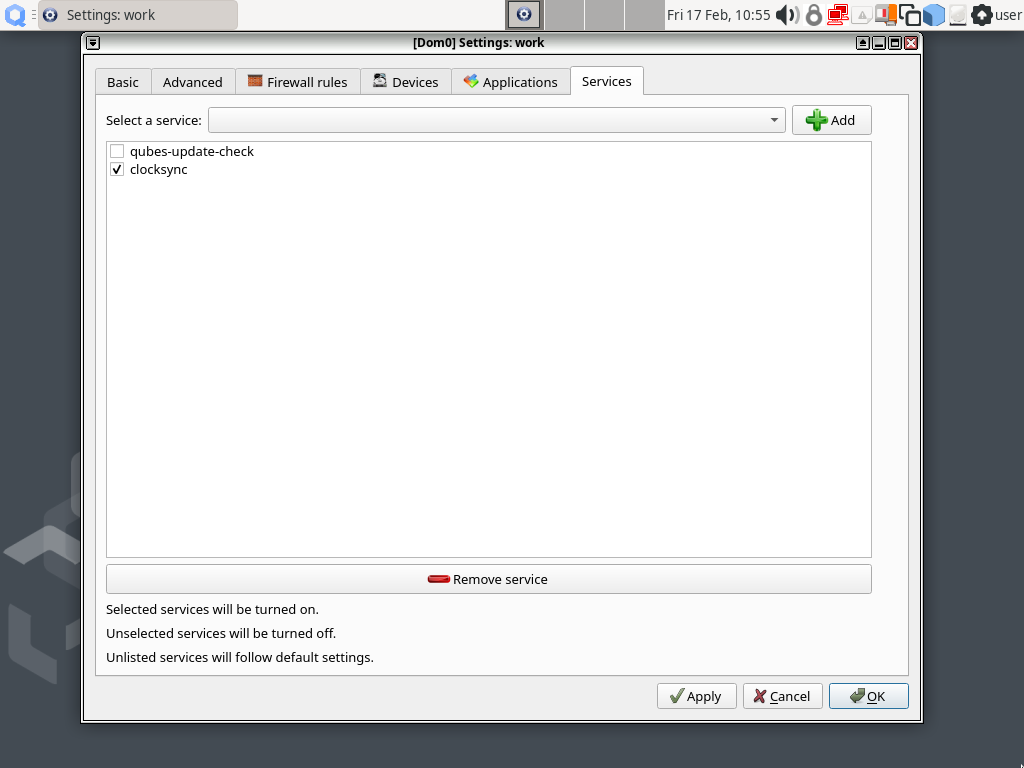 Settings: work
Fri 17 Feb, 10:55
user
[Dom0] Settings: work
Basic
Advanced
Firewall rules
Devices
Applications
Services
Select a service:
Add
qubes-update-check
clocksync
Remove service
Selected services will be turned on.
Unselected services will be turned off.
Unlisted services will follow default settings.
Apply
Cancel
OK